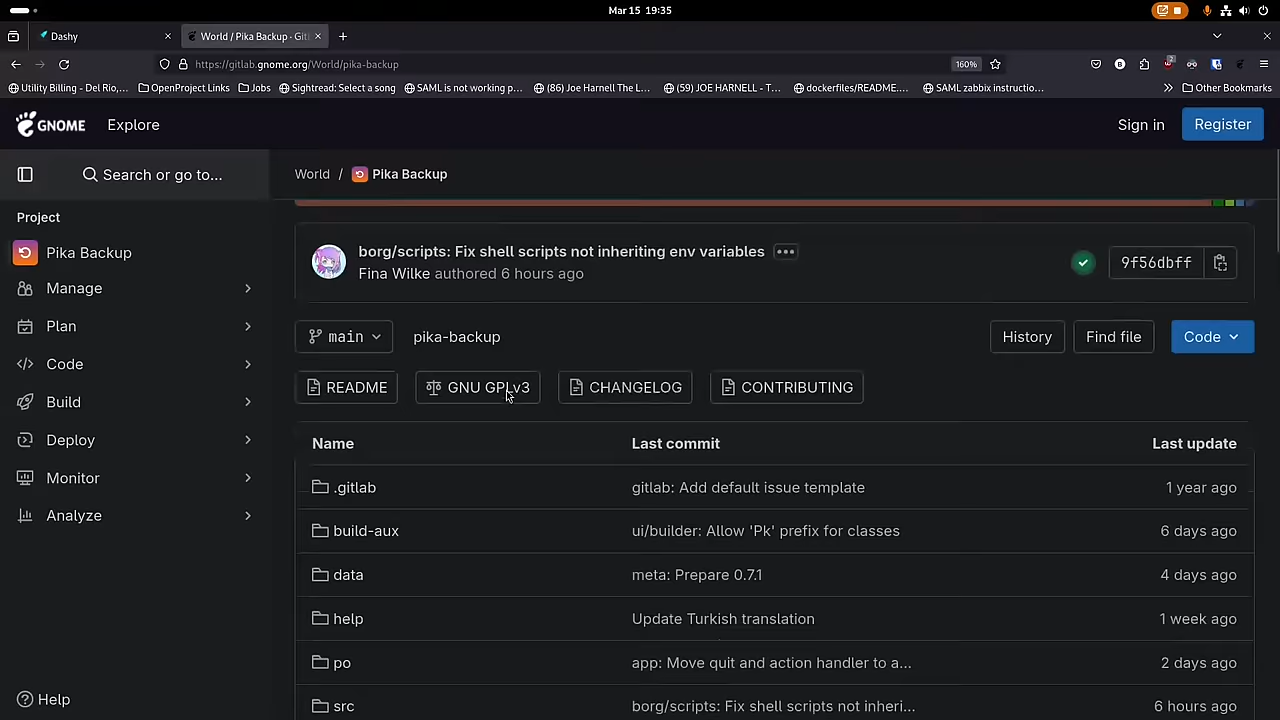 Mar 15 19:35
Dashy
World / Pika Backup · Git
https://gitlab.gnome.org/World/pika-backup
160%
Utility Billing - Del Rio,...
OpenProject Links
Jobs
Sightread: Select a song
SAML is not working p...
(86) Joe Harnell The L...
(59) JOE HARNELL - T...
dockerfiles/README....
SAML zabbix instructio...
Other Bookmarks
GNOME
Explore
Sign in
Register
Search or go to...
World / Pika Backup
Project
Pika Backup
Manage
Plan
Code
Build
Deploy
Monitor
Analyze
Help
borg/scripts: Fix shell scripts not inheriting env variables
Fina Wilke authored 6 hours ago
9f56dbff
main
pika-backup
History
Find file
Code
README
GNU GPLv3
CHANGELOG
CONTRIBUTING
Name Last commit Last update
.gitlab gitlab: Add default issue template 1 year ago
build-aux ui/builder: Allow 'Pk' prefix for classes 6 days ago
data meta: Prepare 0.7.1 4 days ago
help Update Turkish translation 1 week ago
po app: Move quit and action handler to a... 2 days ago
src borg/scripts: Fix shell scripts not inheri... 6 hours ago